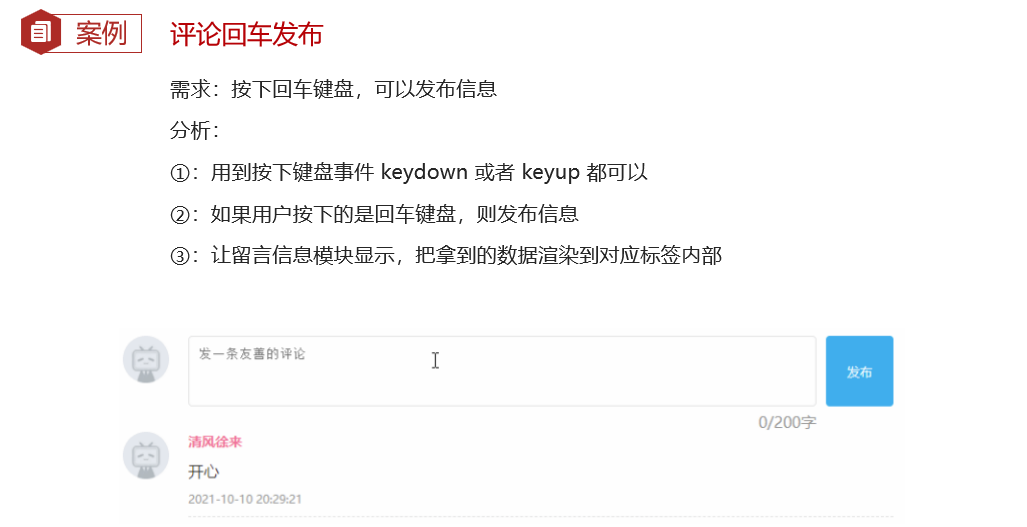 案例
评论回车发布
需求：按下回车键盘，可以发布信息
分析：
①：用到按下键盘事件 keydown 或者 keyup 都可以
②：如果用户按下的是回车键盘，则发布信息
③：让留言信息模块显示，把拿到的数据渲染到对应标签内部
发一条友善的评论
发布
0/200字
清风徐来
开心
2021-10-10 20:29:21